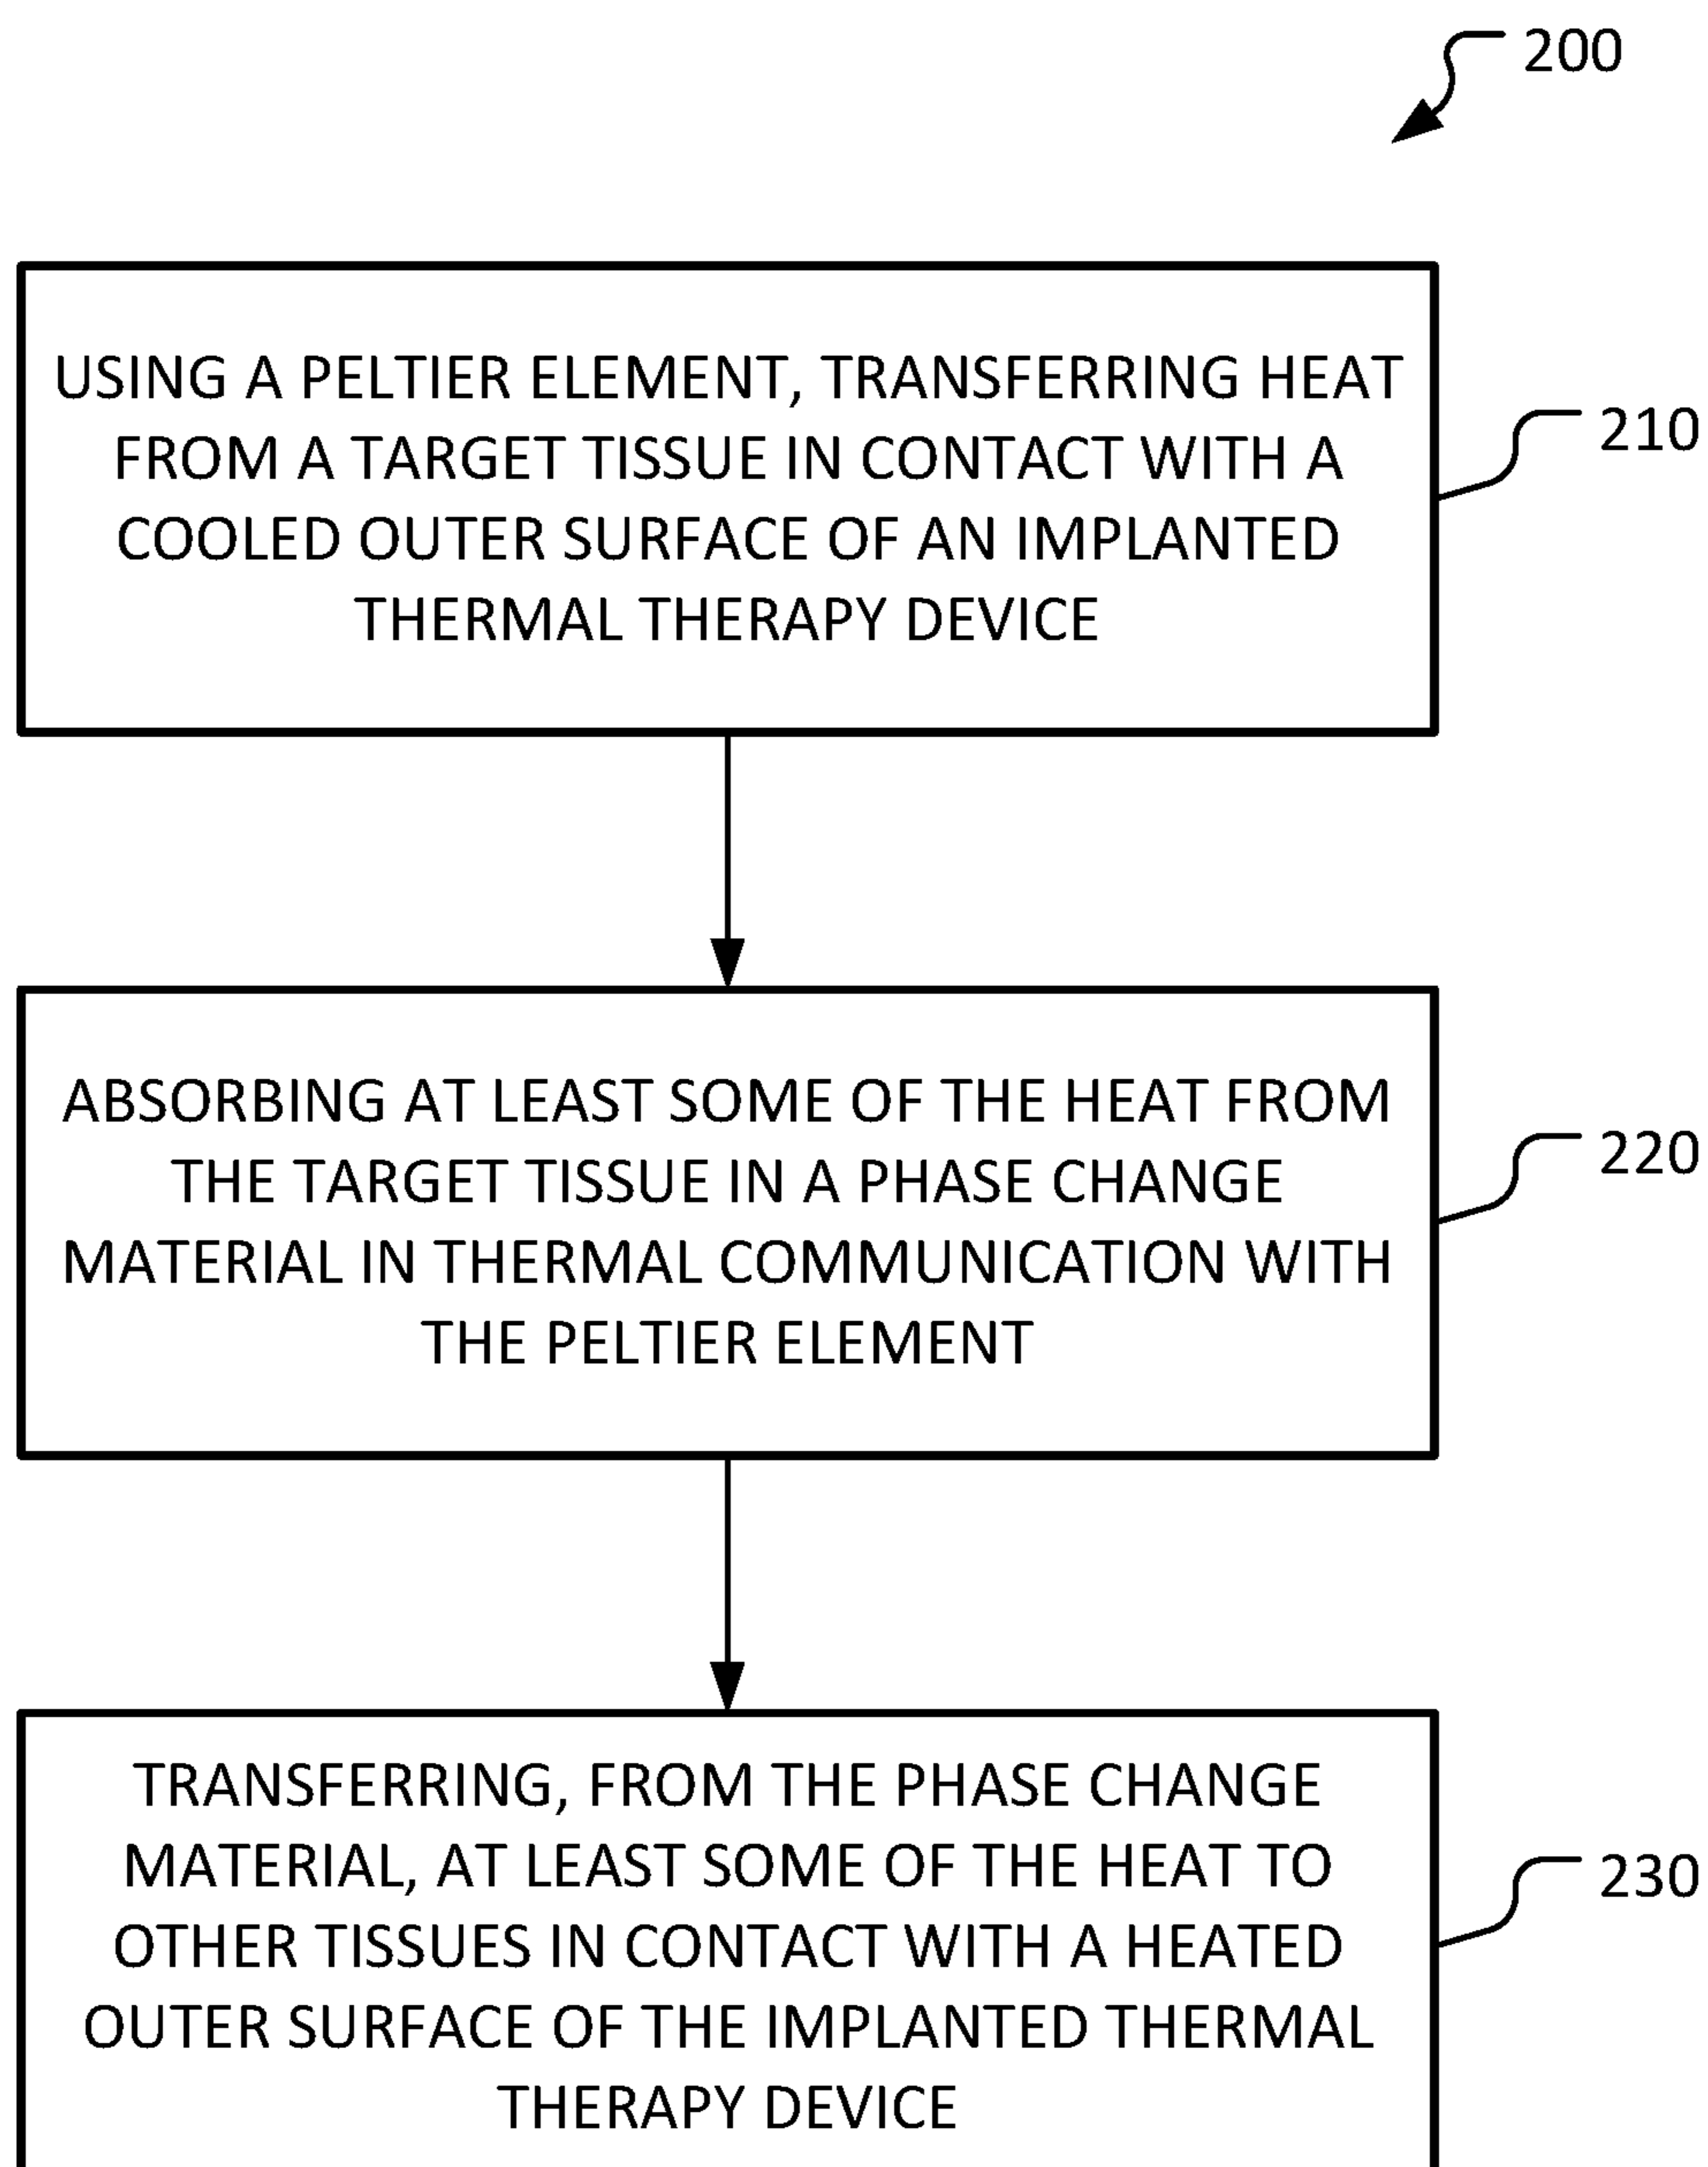 200
USING A PELTIER ELEMENT, TRANSFERRING HEAT
FROM A TARGET TISSUE IN CONTACT WITH A
COOLED OUTER SURFACE OF AN IMPLANTED
THERMAL THERAPY DEVICE
210
ABSORBING AT LEAST SOME OF THE HEAT FROM
THE TARGET TISSUE IN A PHASE CHANGE
MATERIAL IN THERMAL COMMUNICATION WITH
THE PELTIER ELEMENT
220
TRANSFERRING, FROM THE PHASE CHANGE
MATERIAL, AT LEAST SOME OF THE HEAT TO
OTHER TISSUES IN CONTACT WITH A HEATED
OUTER SURFACE OF THE IMPLANTED THERMAL
THERAPY DEVICE
230